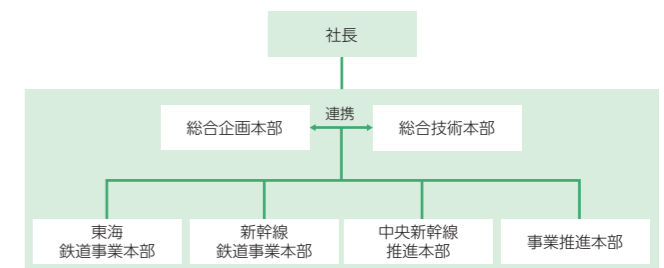 社長
連携
総合企画本部
総合技術本部
東海
鉄道事業本部
新幹線
鉄道事業本部
中央新幹線
推進本部
事業推進本部